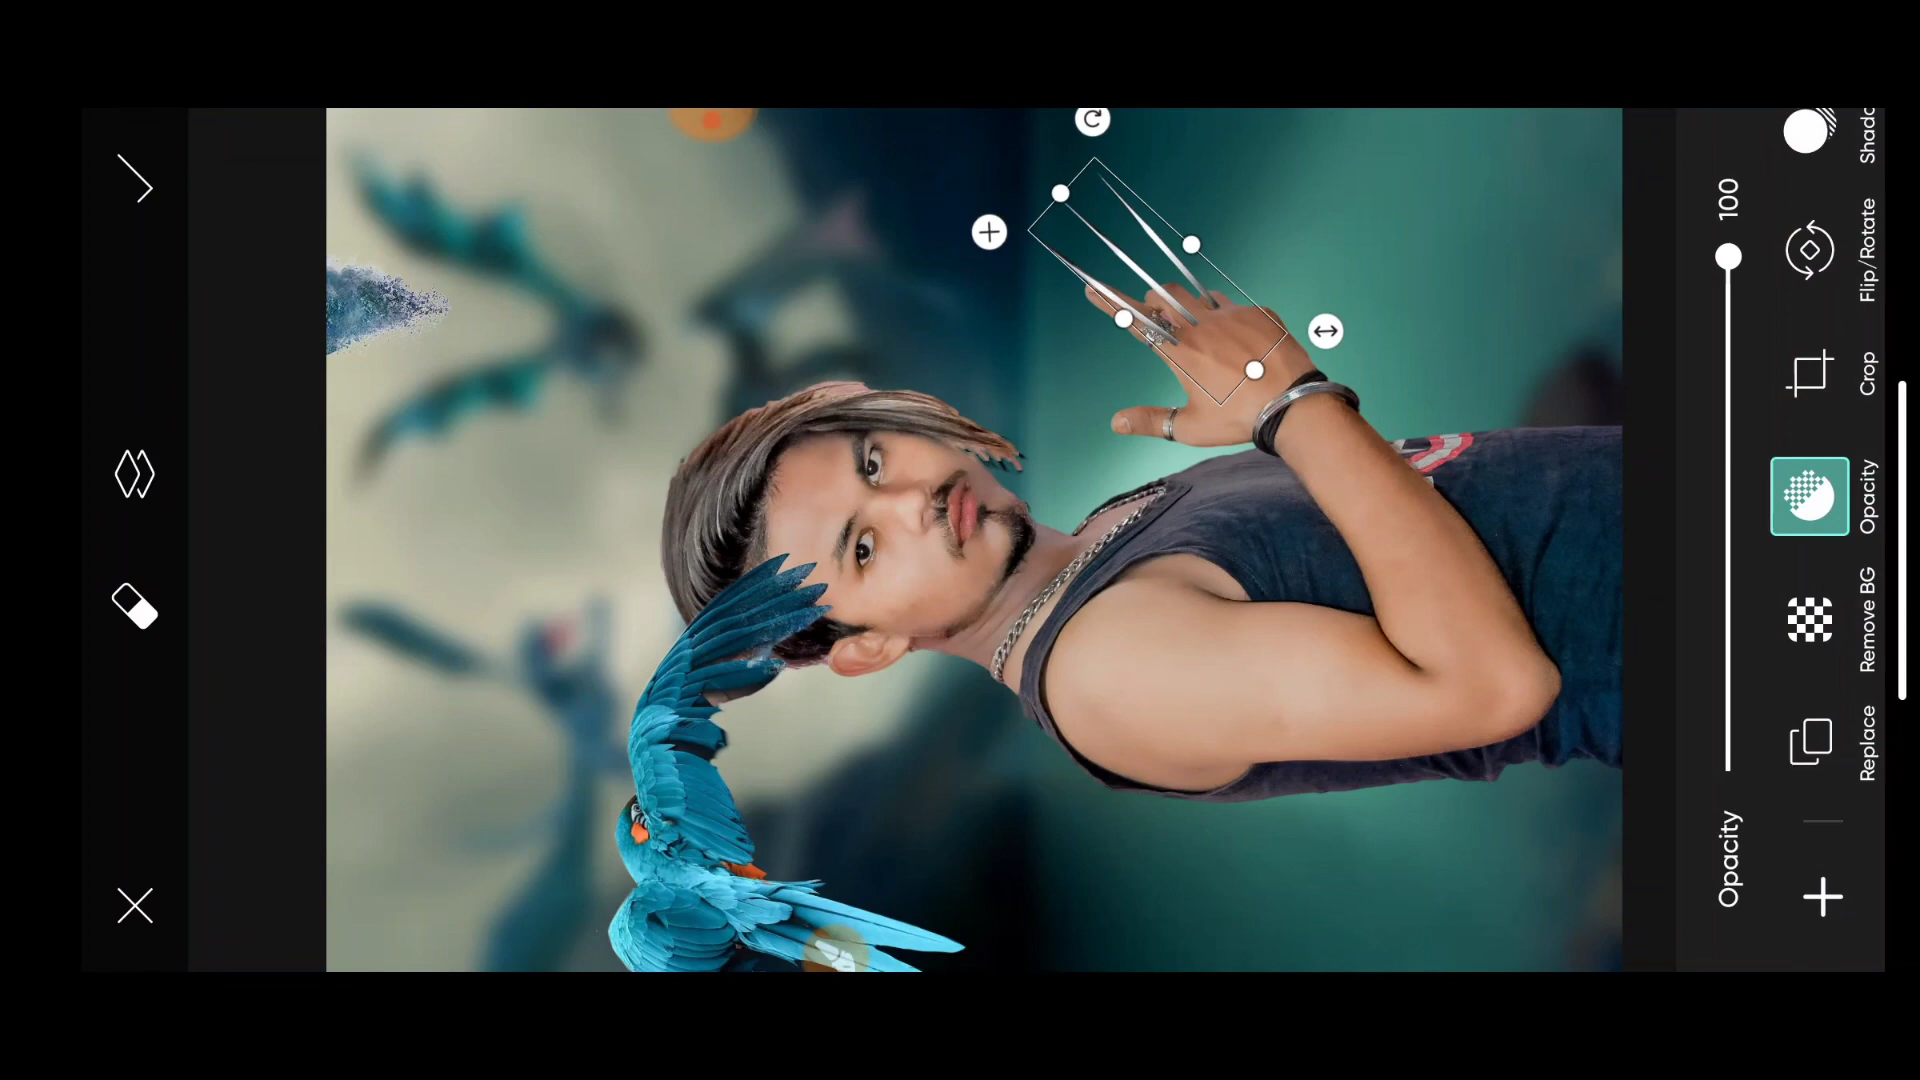 Opacity
100
Replace
Remove BG
Opacity
Crop
Flip/Rotate
Shado